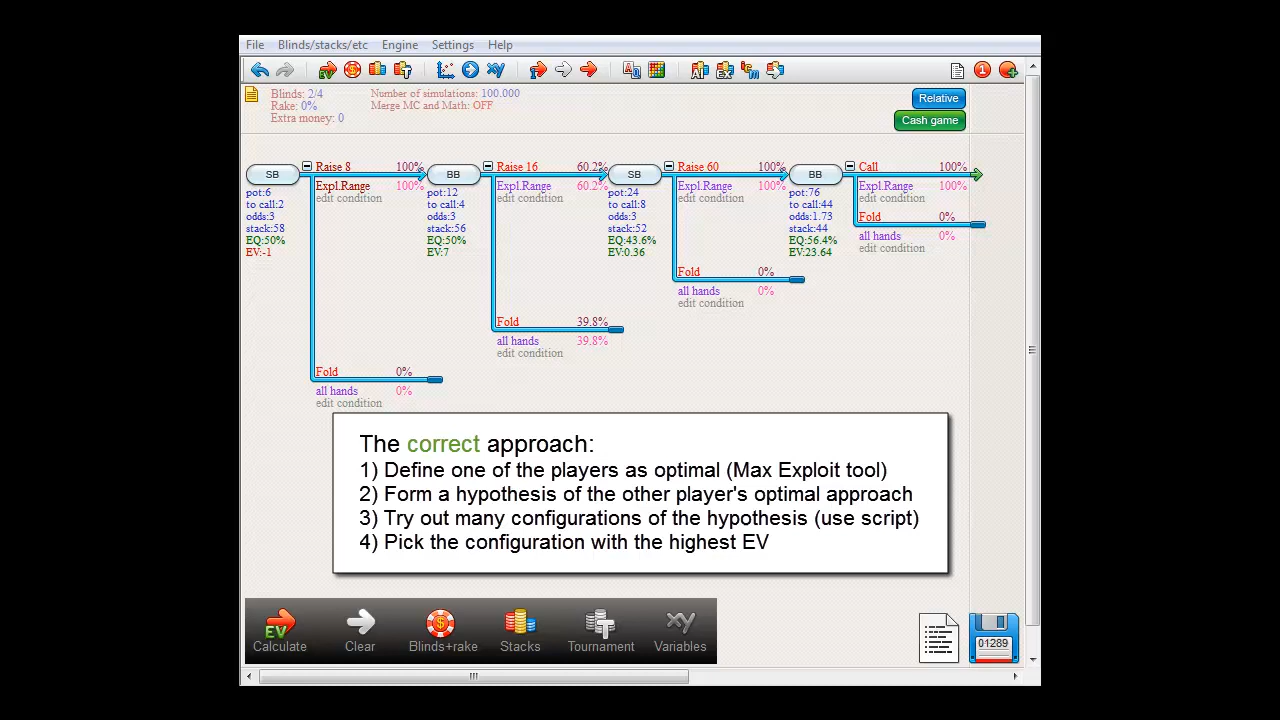 File Blinds/stacks/etc Engine Settings Help
Blinds: 2/4
Rake: 0%
Extra money: 0
Number of simulations: 100.000
Merge MC and Math: OFF
Relative
Cash game
SB
pot:6
to call:2
odds:3
stack:58
EQ:50%
EV:-1
Raise 8 100%
Expl.Range 100%
edit condition
Fold 0%
all hands 0%
edit condition
BB
pot:12
to call:4
odds:3
stack:56
EQ:50%
EV:7
Raise 16 60.2%
Expl.Range 60.2%
edit condition
Fold 39.8%
all hands 39.8%
edit condition
SB
pot:24
to call:8
odds:3
stack:52
EQ:43.6%
EV:0.36
Raise 60 100%
Expl.Range 100%
edit condition
Fold 0%
all hands 0%
edit condition
BB
pot:76
to call:44
odds:1.73
stack:44
EQ:56.4%
EV:23.64
Call 100%
Expl.Range 100%
edit condition
Fold 0%
all hands 0%
edit condition
The correct approach:
1) Define one of the players as optimal (Max Exploit tool)
2) Form a hypothesis of the other player's optimal approach
3) Try out many configurations of the hypothesis (use script)
4) Pick the configuration with the highest EV
EV
Calculate Clear Blinds+rake Stacks Tournament Variables
01289